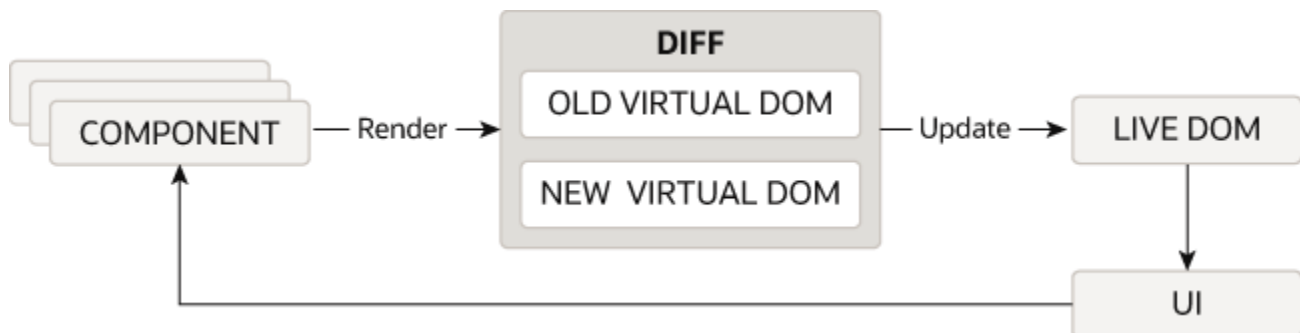 DIFF
OLD VIRTUAL DOM
COMPONENT
Render
Update
LIVE DOM
NEW VIRTUAL DOM
UI